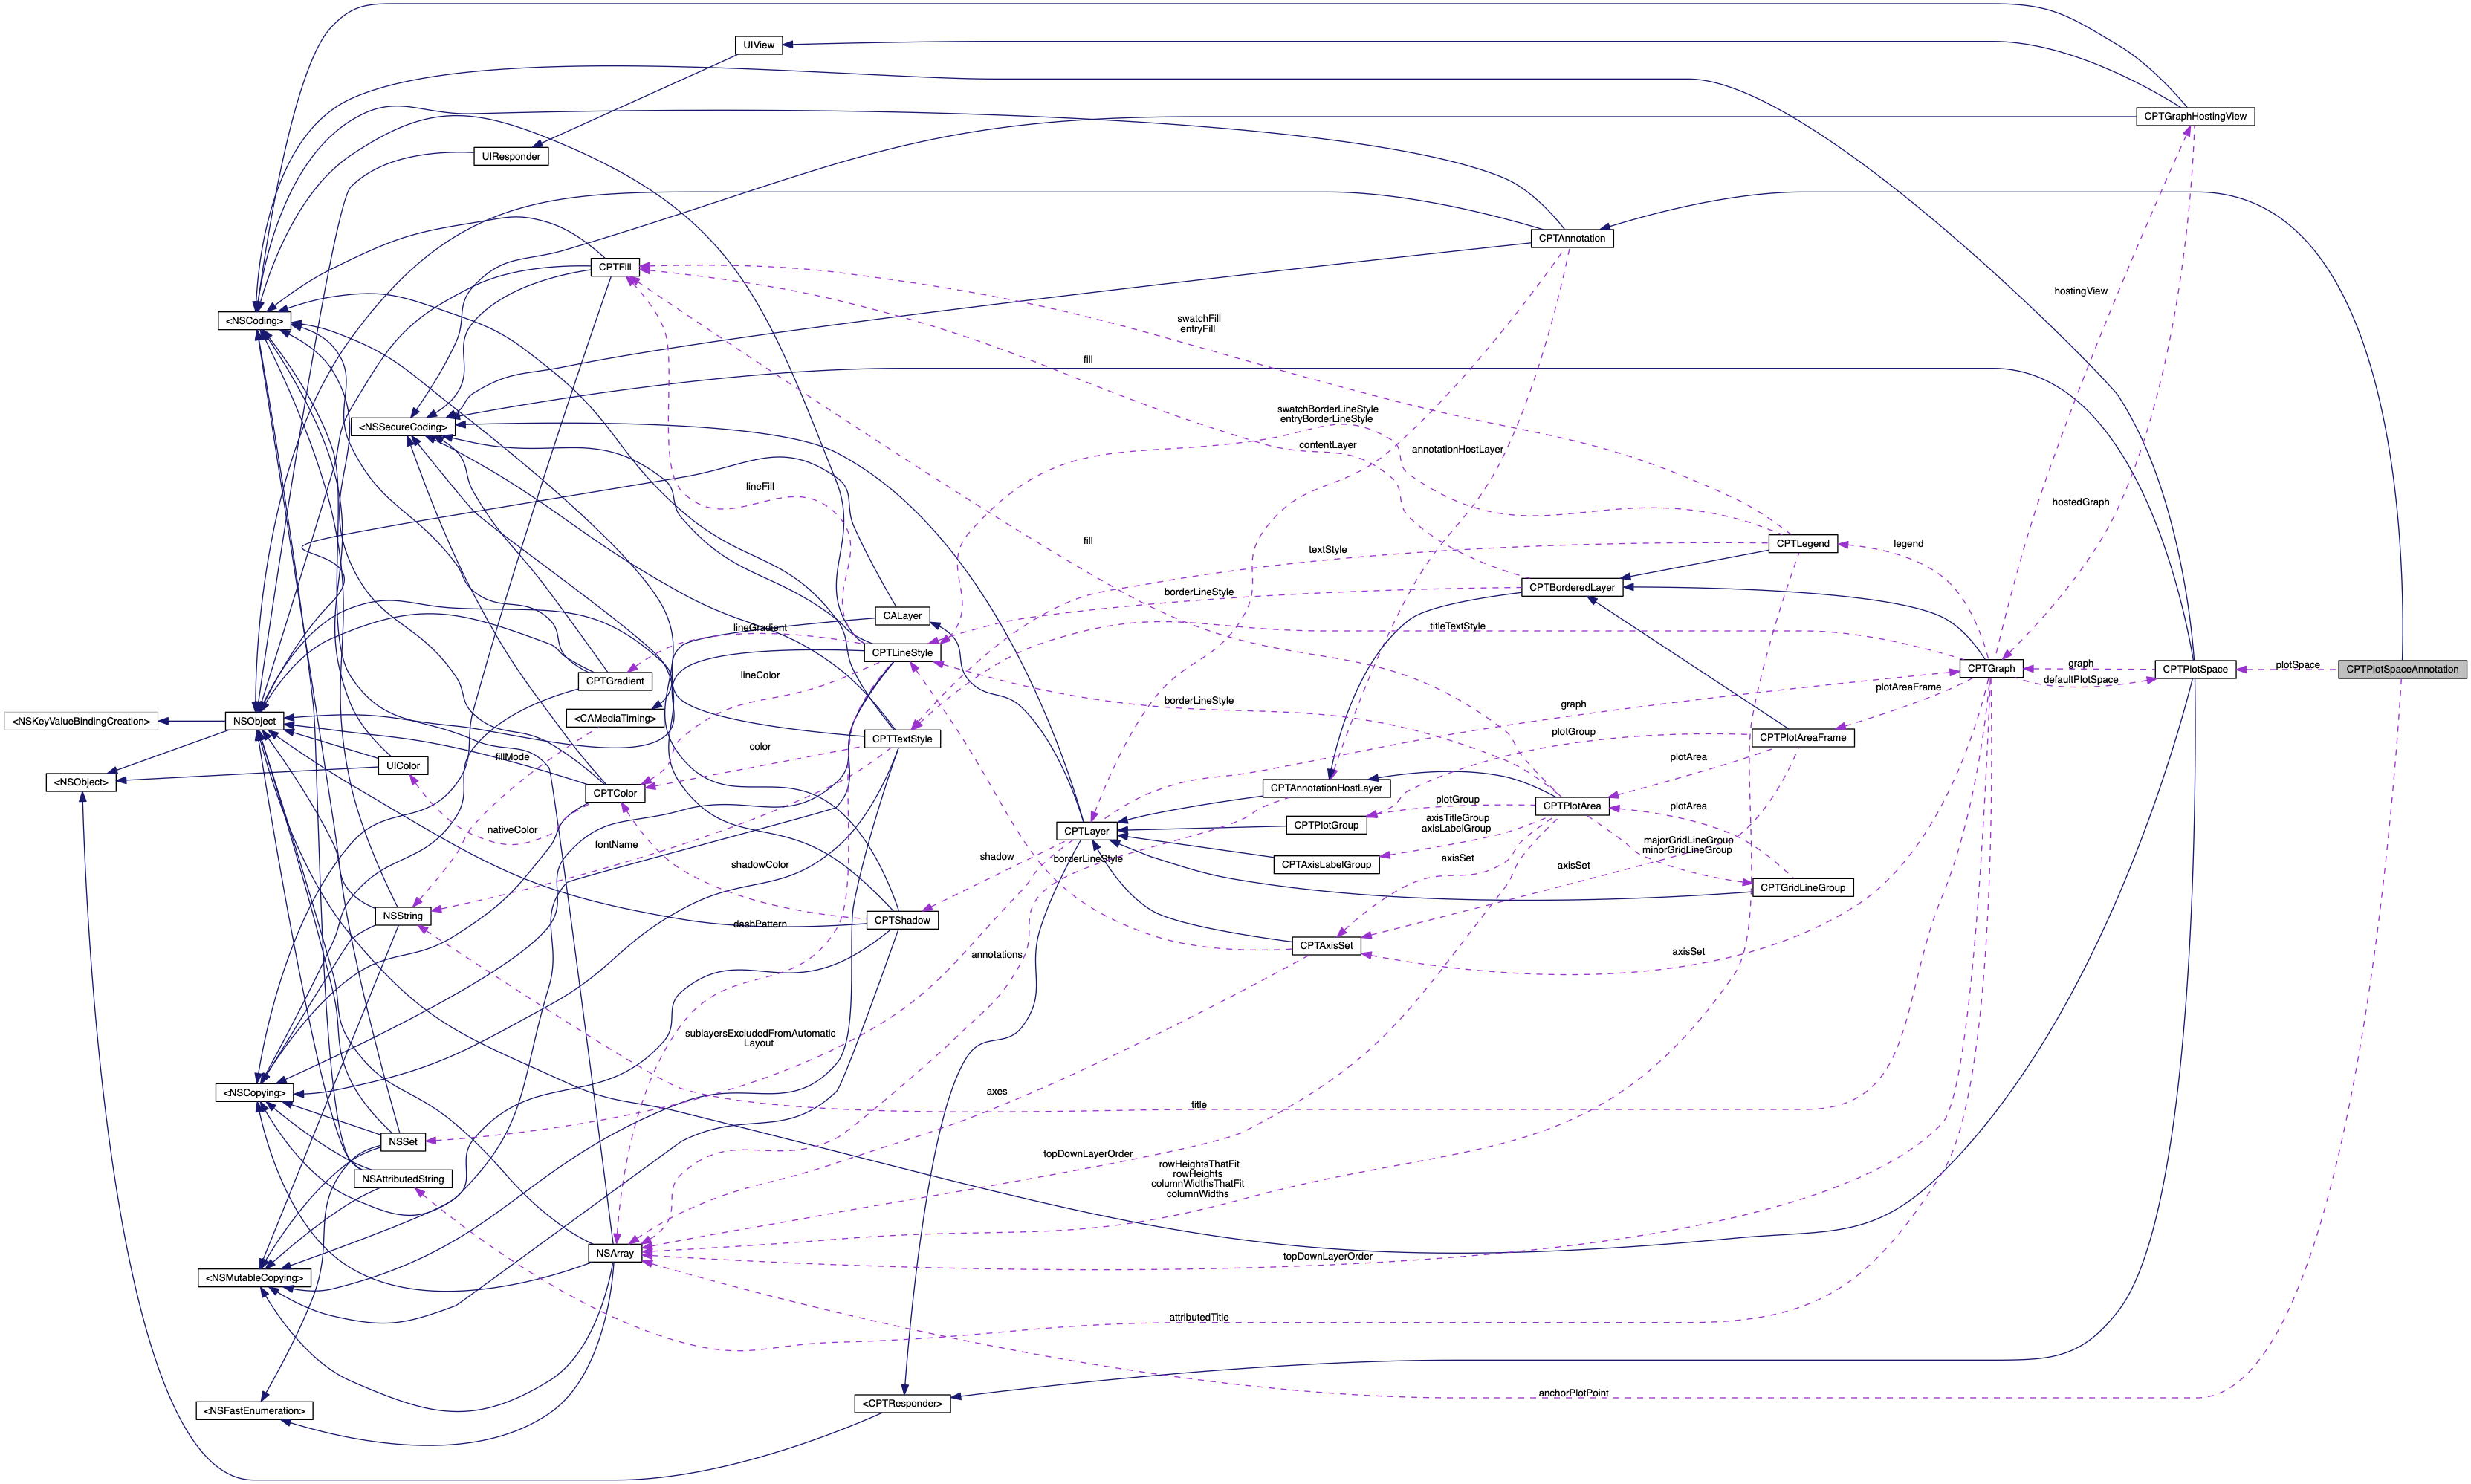 UIView
CPTGraphHostingView
UIResponder
CPTAnnotation
CPTFill
hostingView
<NSCoding>
swatchFill
entryFill
fill
swatchBorderLineStyle
entryBorderLineStyle
<NSSecureCoding>
contentLayer
annotationHostLayer
lineFill
hostedGraph
fill
textStyle
CPTLegend
legend
CPTBorderedLayer
borderLineStyle
CALayer
lineGradient
titleTextStyle
CPTLineStyle
graph
plotSpace
CPTGraph
CPTPlotSpace
CPTPlotSpaceAnnotation
lineColor
CPTGradient
defaultPlotSpace
plotAreaFrame
borderLineStyle
graph
<NSKeyValueBindingCreation>
NSObject
<CAMediaTiming>
plotGroup
CPTTextStyle
CPTPlotAreaFrame
color
fillMode
plotArea
UIColor
<NSObject>
CPTAnnotationHostLayer
CPTColor
plotGroup
CPTPlotArea
plotArea
axisTitleGroup
axisLabelGroup
CPTPlotGroup
nativeColor
CPTLayer
fontName
majorGridLineGroup
minorGridLineGroup
shadow
borderLineStyle
axisSet
CPTAxisLabelGroup
shadowColor
axisSet
CPTGridLineGroup
NSString
CPTShadow
dashPattern
CPTAxisSet
annotations
axisSet
sublayersExcludedFromAutomatic
Layout
<NSCopying>
axes
title
NSSet
topDownLayerOrder
rowHeightsThatFit
rowHeights
columnWidthsThatFit
columnWidths
NSAttributedString
NSArray
topDownLayerOrder
<NSMutableCopying>
attributedTitle
anchorPlotPoint
<CPTResponder>
<NSFastEnumeration>